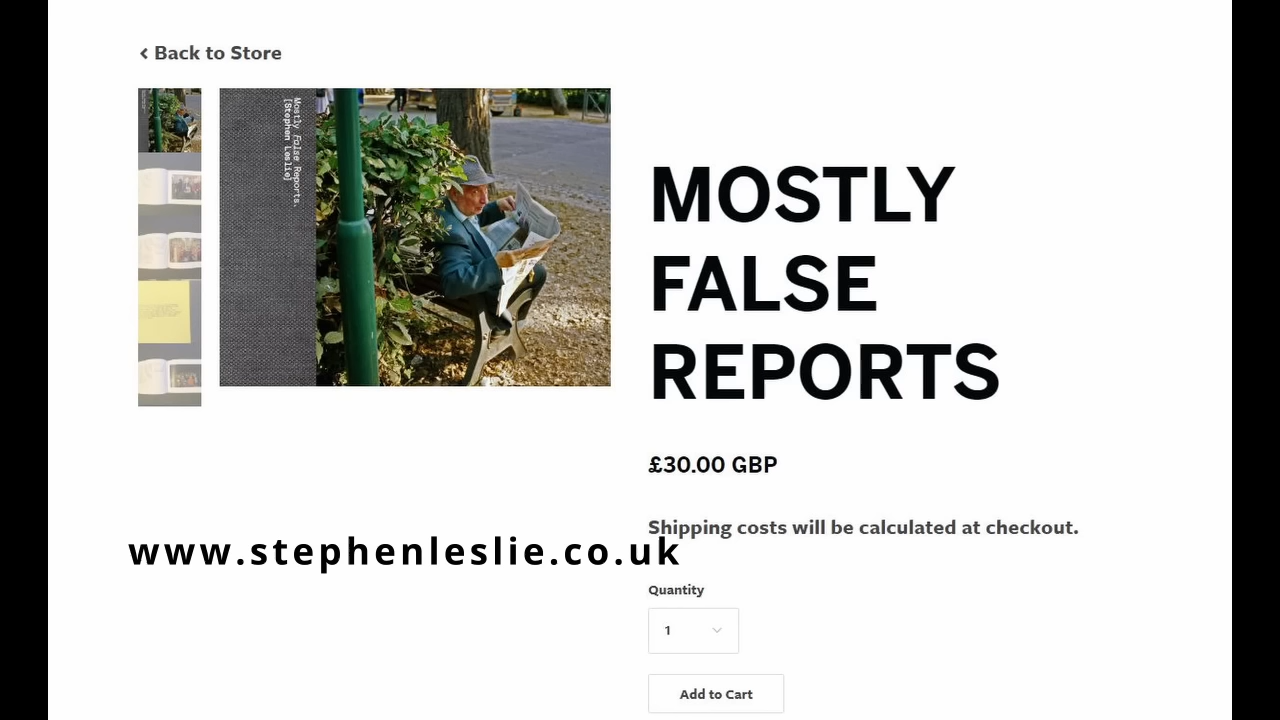 Back to Store
Mostly False Reports.
[Stephen Leslie]
MOSTLY
FALSE
REPORTS
£30.00 GBP
Shipping costs will be calculated at checkout.
www.stephenleslie.co.uk
Quantity
1
Add to Cart